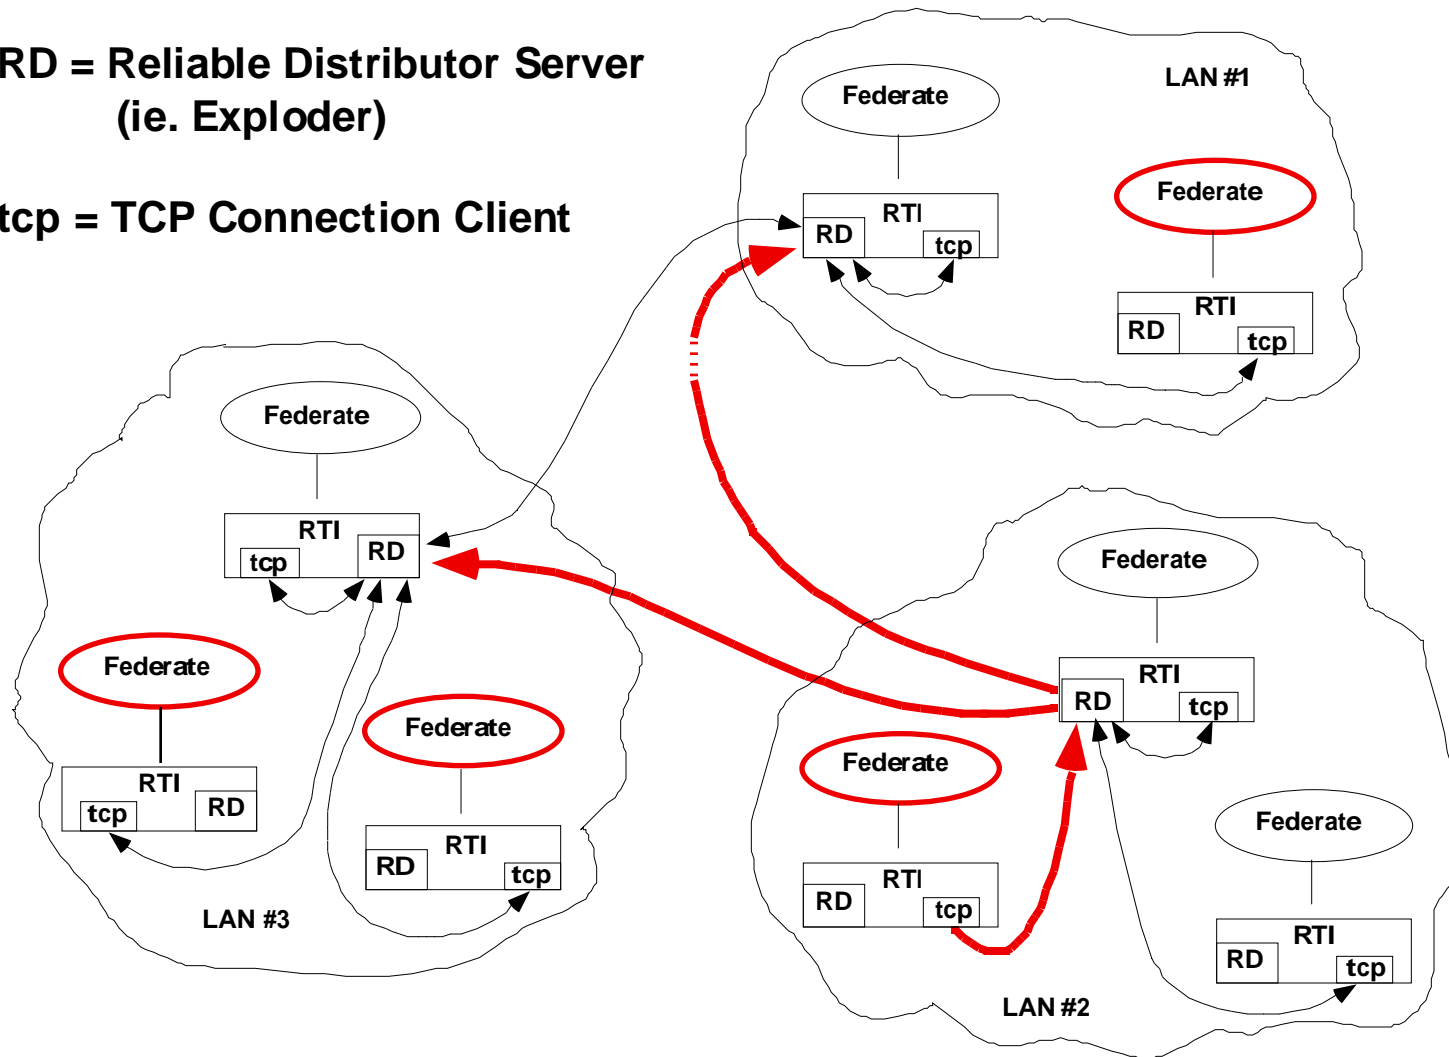 RD = Reliable Distributor Server
(ie. Exploder)
tcp = TCP Connection Client
LAN #1
Federate
RTI
RD
tcp
Federate
RTI
RD
tcp
Federate
RTI
tcp
RD
Federate
RTI
tcp
RD
Federate
RTI
RD
tcp
LAN #3
Federate
RTI
RD
tcp
Federate
RTI
RD
tcp
Federate
RTI
RD
tcp
LAN #2